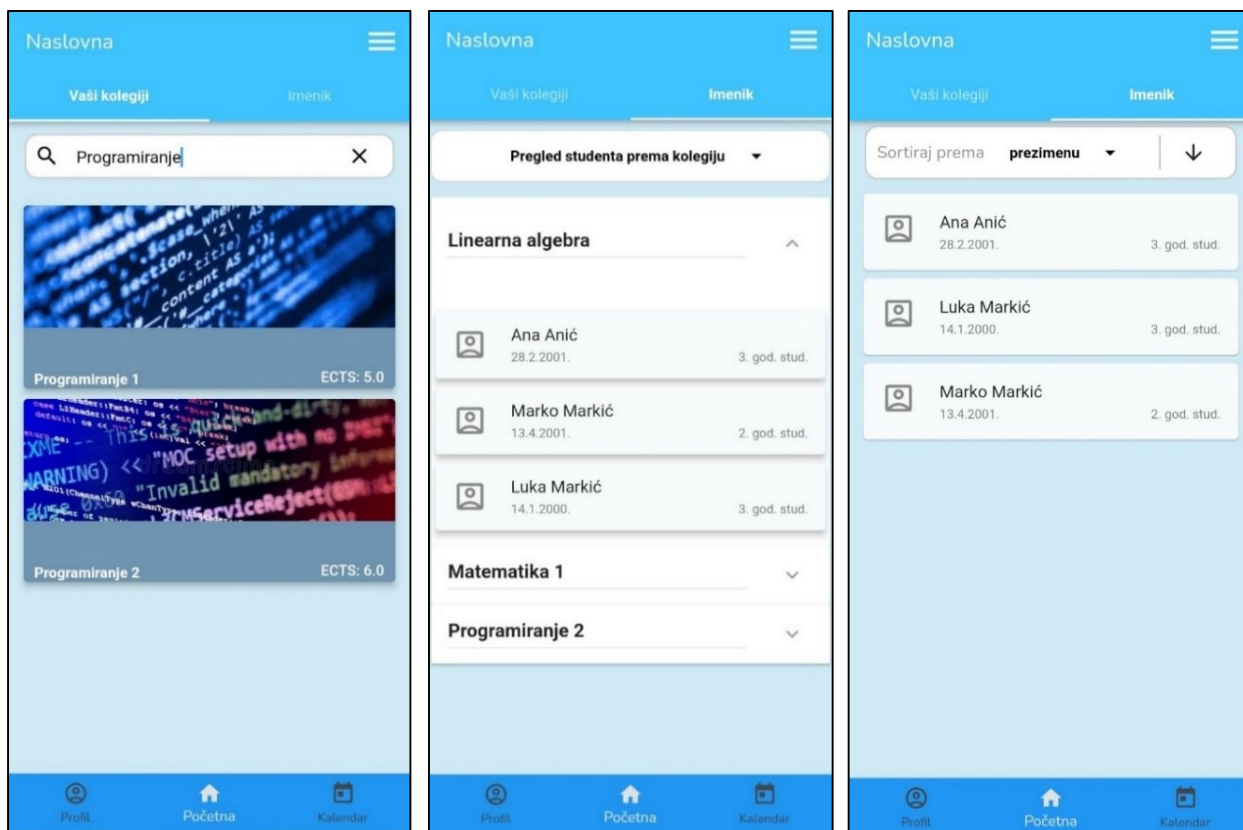 Naslovna
Vaši kolegiji Imenik
Programiranje
Programiranje 1 ECTS: 5.0
Programiranje 2 ECTS: 6.0
Profil Početna Kalendar
Naslovna
Vaši kolegiji Imenik
Pregled studenta prema kolegiju
Linearna algebra
Ana Anić
28.2.2001. 3. god. stud.
Marko Markić
13.4.2001. 2. god. stud.
Luka Markić
14.1.2000. 3. god. stud.
Matematika 1
Programiranje 2
Profil Početna Kalendar
Naslovna
Vaši kolegiji Imenik
Sortiraj prema prezimenu
Ana Anić
28.2.2001. 3. god. stud.
Luka Markić
14.1.2000. 3. god. stud.
Marko Markić
13.4.2001. 2. god. stud.
Profil Početna Kalendar